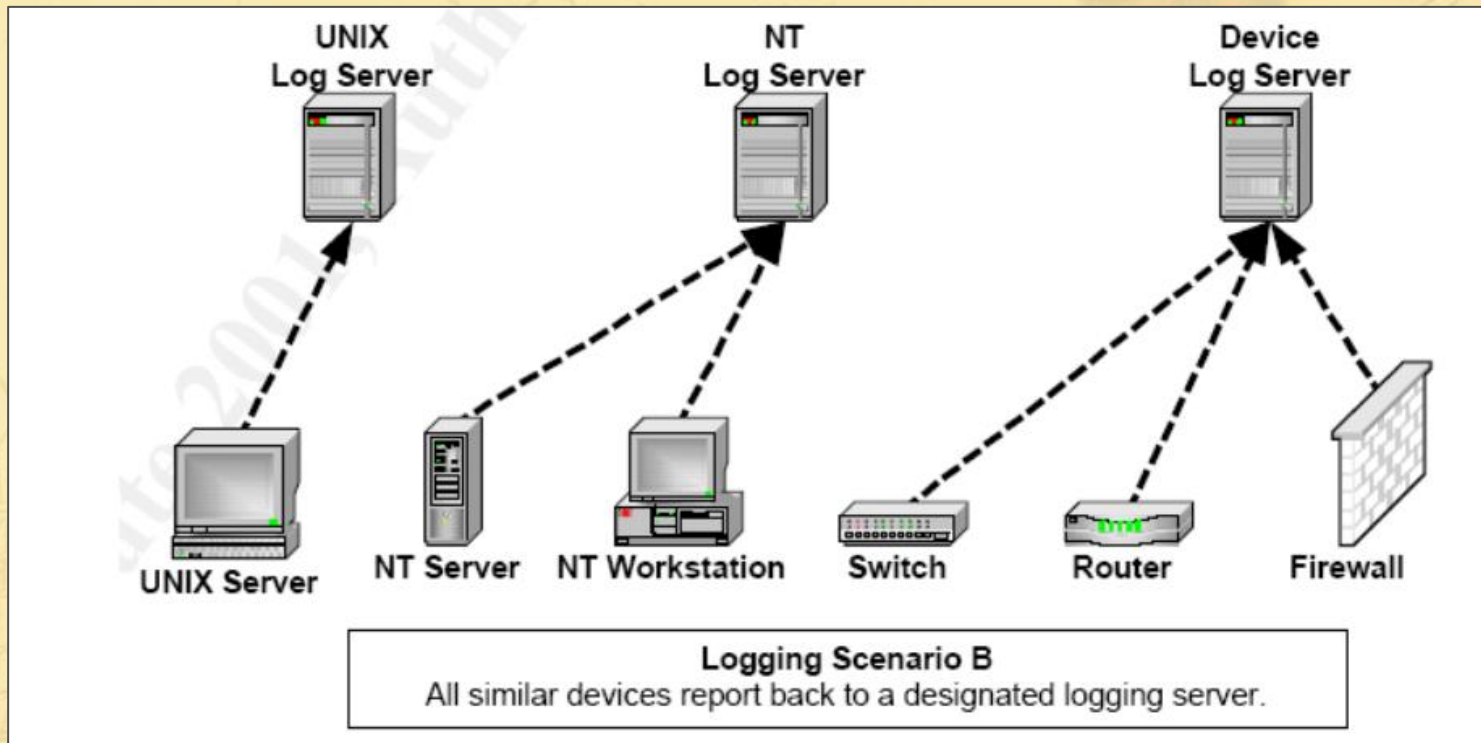 UNIX
Log Server
NT
Log Server
Device
Log Server
2001,
UNIX Server
NT Server
NT Workstation
Switch
Router
Firewall
Logging Scenario B
All similar devices report back to a designated logging server.